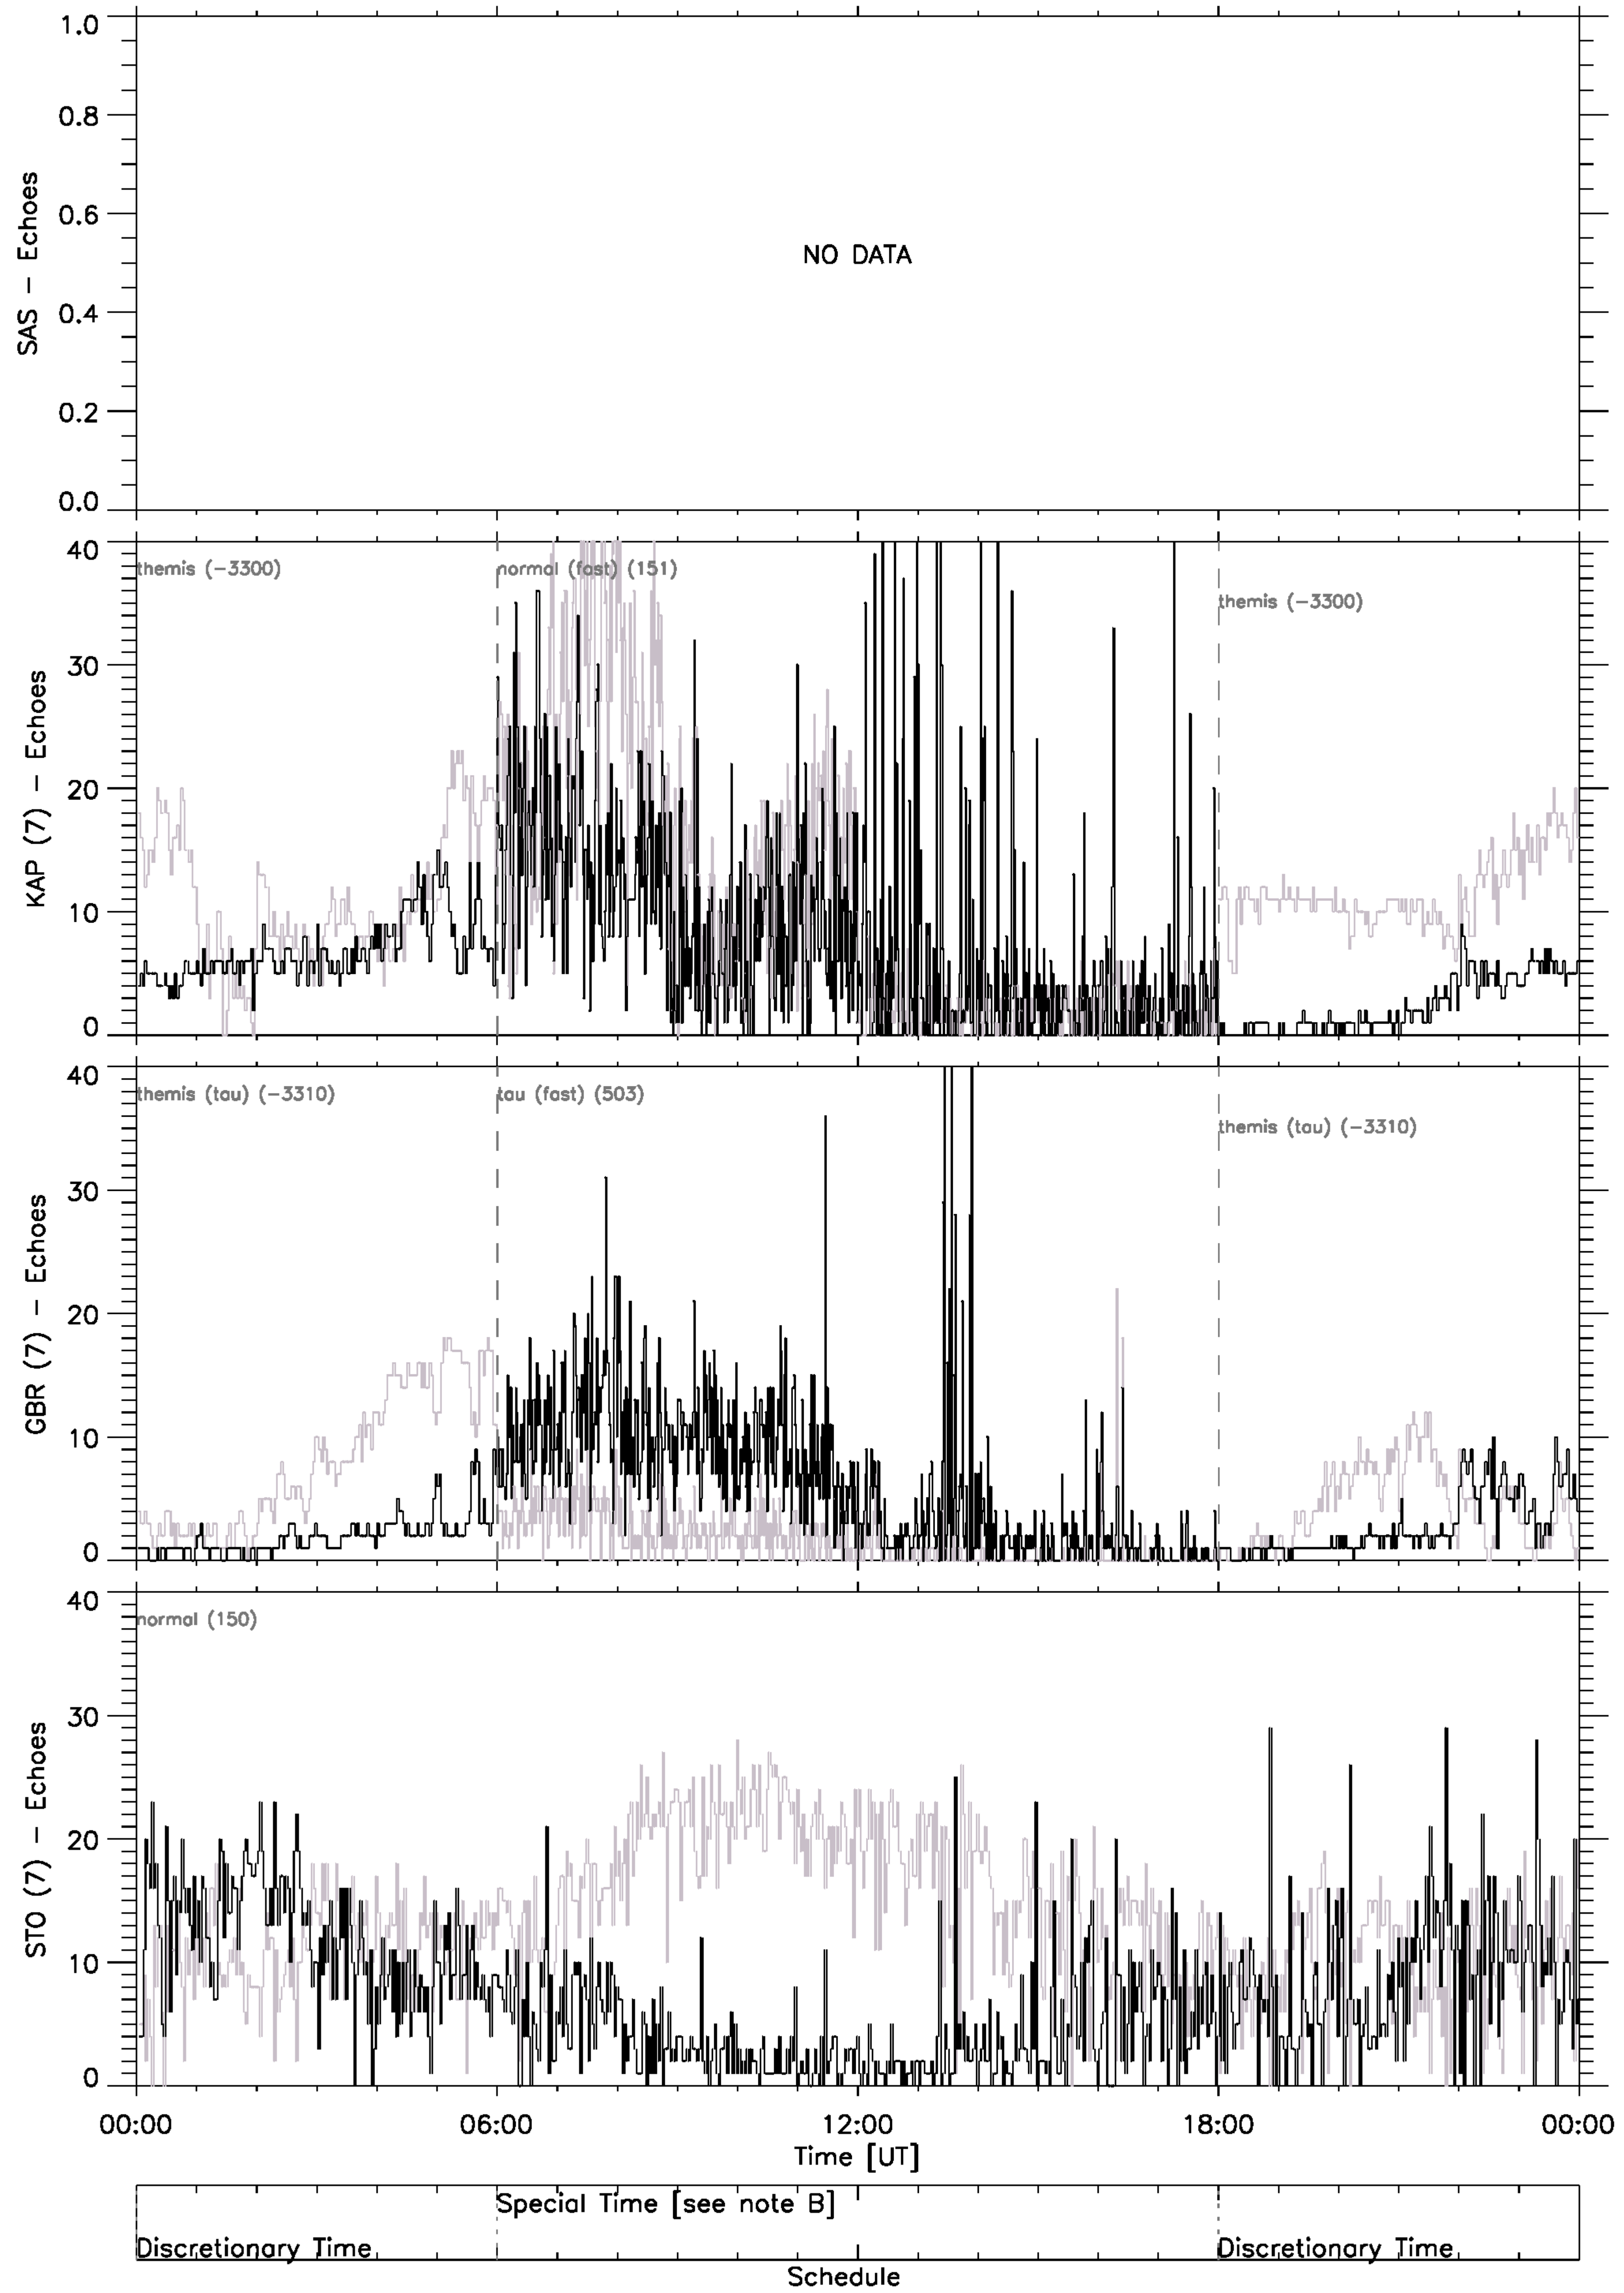 1.0
0.8
0.6
0.4
0.2
0.0
SAS − Echoes
NO DATA
40
30
20
10
0
KAP (7) − Echoes
themis (−3300)
normal (fast) (151)
themis (−3300)
40
30
20
10
0
GBR (7) − Echoes
themis (tau) (−3310)
tau (fast) (503)
themis (tau) (−3310)
40
30
20
10
0
STO (7) − Echoes
normal (150)
00:00 06:00 12:00 18:00 00:00
Time [UT]
Special Time [see note B]
Discretionary Time
Discretionary Time
Schedule